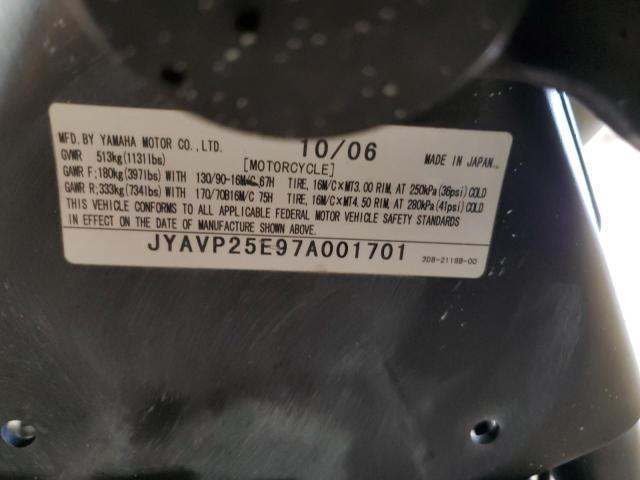 MFD. BY YAMAHA MOTOR CO., LTD. 10/06 MADE IN JAPAN
GVWR 513kg(1131lbs) [MOTORCYCLE]
GAWR F;180kg(397lbs) WITH 130/90-16M/C 67H TIRE, 16M/C×MT3.00 RIM, AT 250kPa(36psi)COLD
GAWR R;333kg(734lbs) WITH 170/70B16M/C 75H TIRE, 16M/C×MT4.50 RIM, AT 280kPa(41psi)COLD
THIS VEHICLE CONFORMS TO ALL APPLICABLE FEDERAL MOTOR VEHICLE SAFETY STANDARDS
IN EFFECT ON THE DATE OF MANUFACTURE SHOWN ABOVE.
JYAVP25E97A001701 3D8-2118B-00